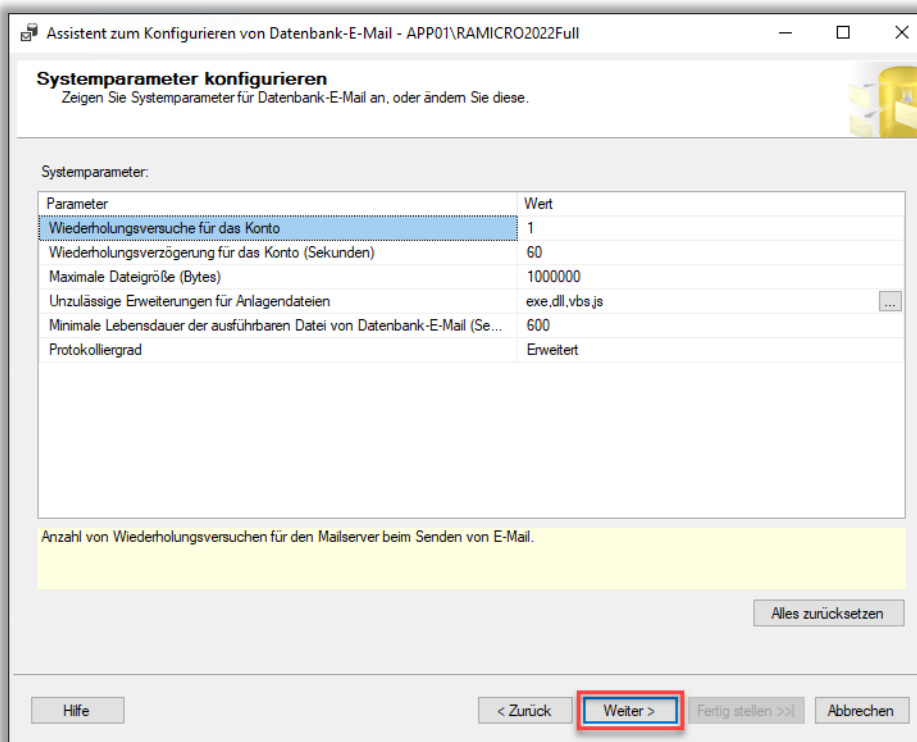 Assistent zum Konfigurieren von Datenbank-E-Mail - APP01\RAMICRO2022Full
Systemparameter konfigurieren
Zeigen Sie Systemparameter für Datenbank-E-Mail an, oder ändern Sie diese.
Systemparameter:
Parameter Wert
Wiederholungsversuche für das Konto 1
Wiederholungsverzögerung für das Konto (Sekunden) 60
Maximale Dateigröße (Bytes) 1000000
Unzulässige Erweiterungen für Anlagendateien exe,dll,vbs,js ...
Minimale Lebensdauer der ausführbaren Datei von Datenbank-E-Mail (Se... 600
Protokolliergrad Erweitert
Anzahl von Wiederholungsversuchen für den Mailserver beim Senden von E-Mail.
Alles zurücksetzen
Hilfe < Zurück Weiter > Fertig stellen >>| Abbrechen